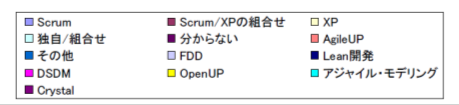 Scrum Scrum/XPの組合せ XP
独自/組合せ 分からない AgileUP
その他 FDD Lean開発
DSDM OpenUP アジャイル・モデリング
Crystal